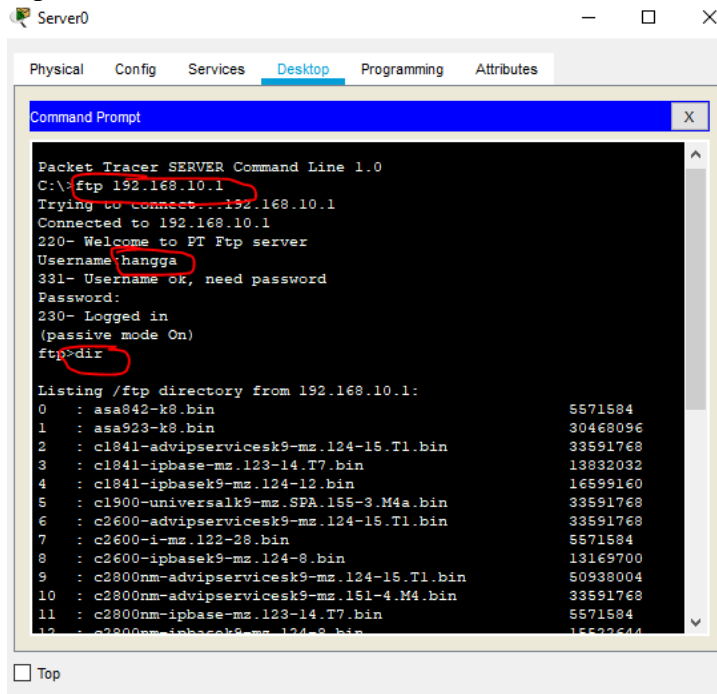 Server0
Physical Config Services Desktop Programming Attributes
Command Prompt X
Packet Tracer SERVER Command Line 1.0
C:\>ftp 192.168.10.1
Trying to connect...192.168.10.1
Connected to 192.168.10.1
220- Welcome to PT Ftp server
Username:hangga
331- Username ok, need password
Password:
230- Logged in
(passive mode On)
ftp>dir
Listing /ftp directory from 192.168.10.1:
0 : asa842-k8.bin 5571584
1 : asa923-k8.bin 30468096
2 : c1841-advipservicesk9-mz.124-15.T1.bin 33591768
3 : c1841-ipbase-mz.123-14.T7.bin 13832032
4 : c1841-ipbasek9-mz.124-12.bin 16599160
5 : c1900-universalk9-mz.SPA.155-3.M4a.bin 33591768
6 : c2600-advipservicesk9-mz.124-15.T1.bin 33591768
7 : c2600-i-mz.122-28.bin 5571584
8 : c2600-ipbasek9-mz.124-8.bin 13169700
9 : c2800nm-advipservicesk9-mz.124-15.T1.bin 50938004
10 : c2800nm-advipservicesk9-mz.151-4.M4.bin 33591768
11 : c2800nm-ipbase-mz.123-14.T7.bin 5571584
12 : c2800nm-ipbasek9-mz.124-8.bin 15522644
Top